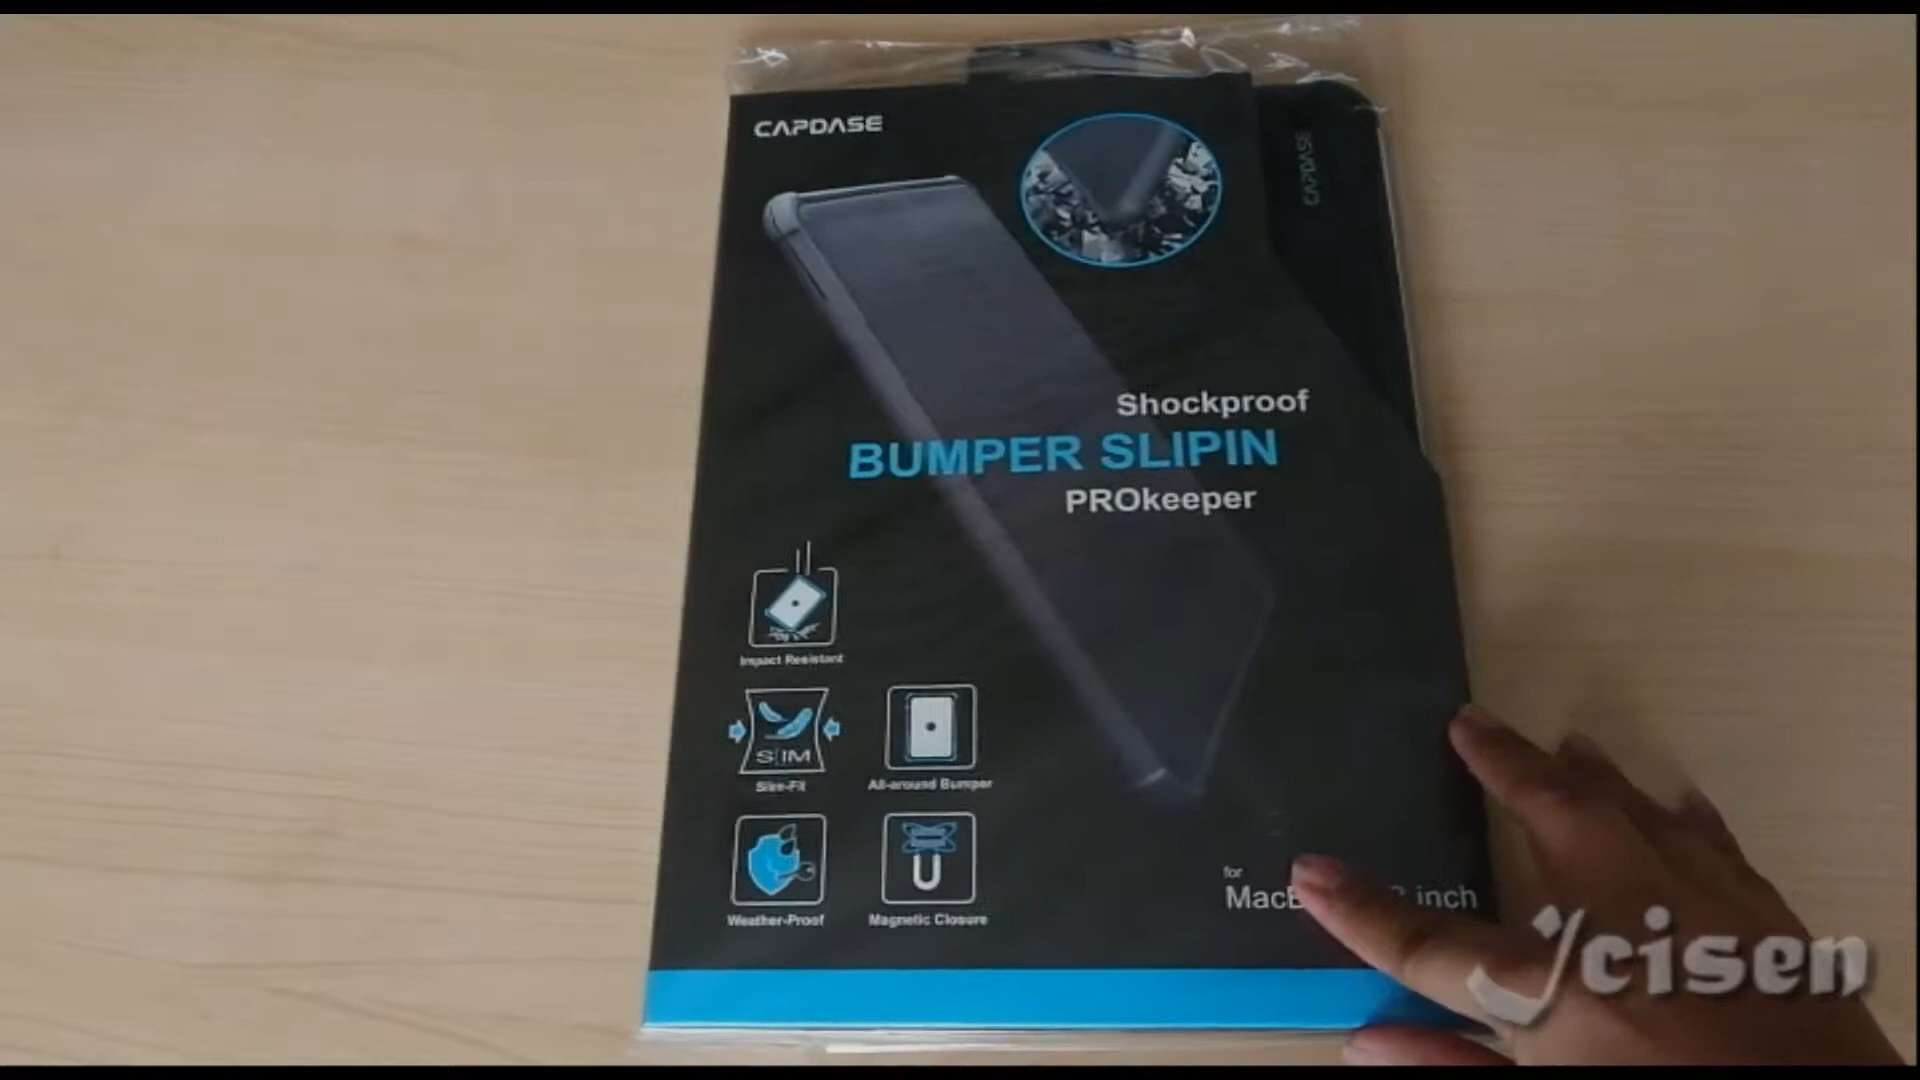 CAPDASE
CAPDASE
Shockproof
BUMPER SLIPIN
PROkeeper
Impact Resistant
SLIM
Slim-Fit
All-around Bumper
Weather-Proof
Magnetic Closure
for
inch
Jcisen